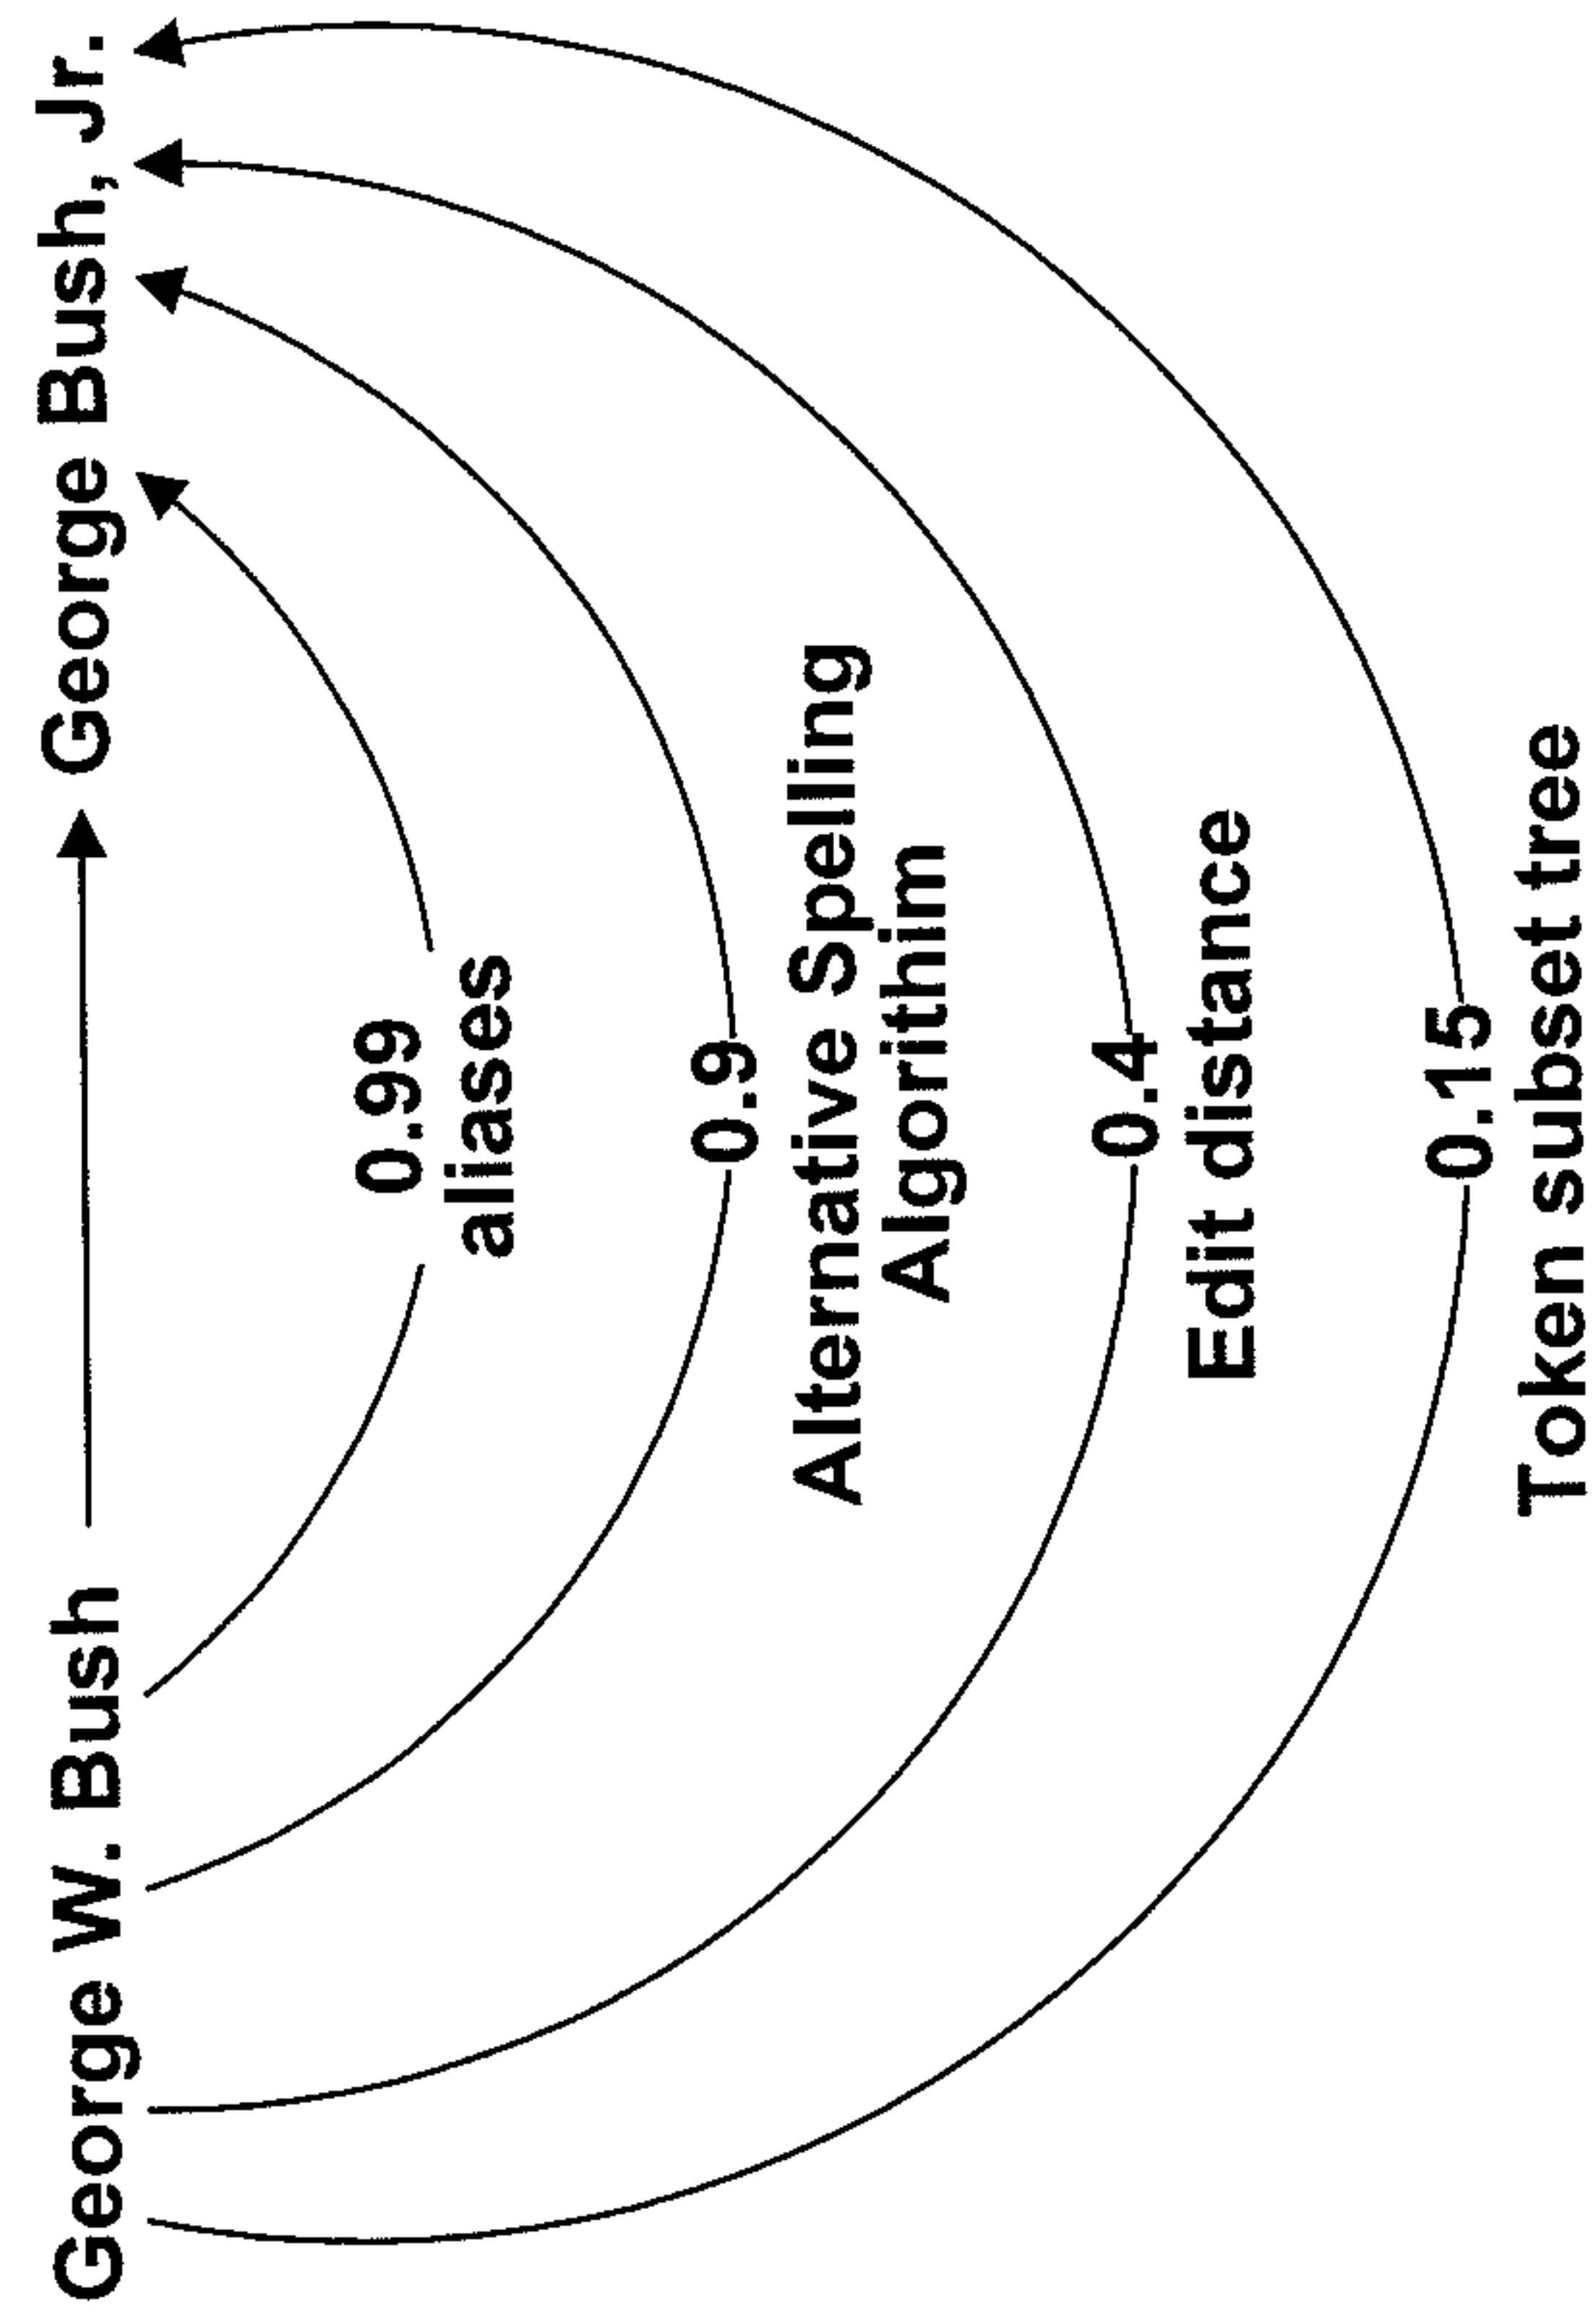 George W. Bush
George Bush, Jr.
0.99
aliases
0.9
Alternative Spelling
Algorithim
0.4
Edit distance
0.15
Token subset tree